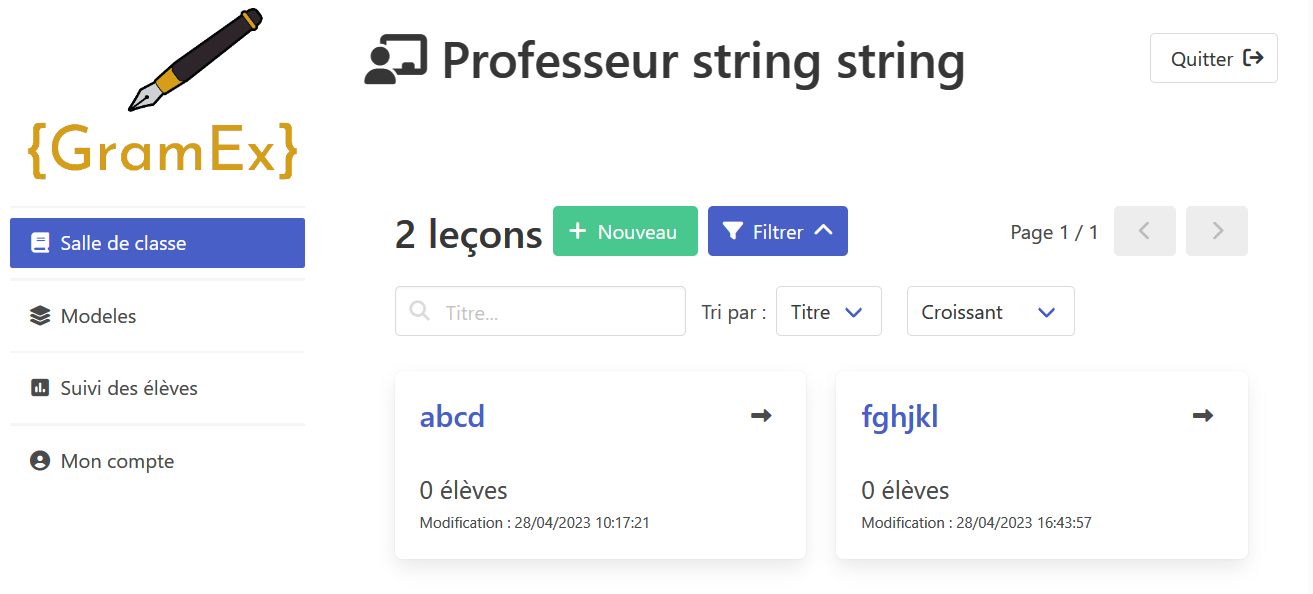 {GramEx}
Professeur string string
Quitter
Salle de classe
Modeles
Suivi des élèves
Mon compte
2 leçons
Nouveau
Filtrer
Page 1 / 1
Titre...
Tri par :
Titre
Croissant
abcd
0 élèves
Modification : 28/04/2023 10:17:21
fghjkl
0 élèves
Modification : 28/04/2023 16:43:57